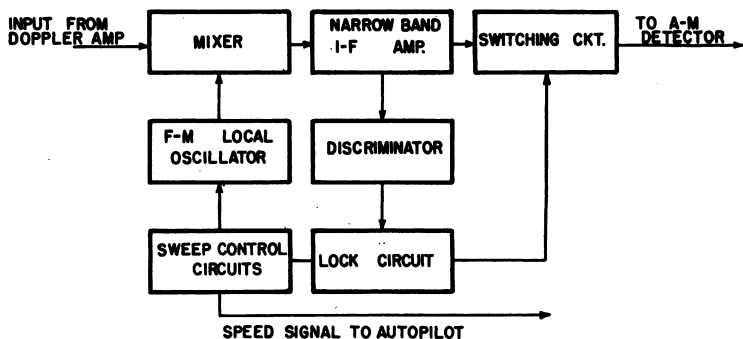 INPUT FROM
DOPPLER AMP
MIXER
NARROW BAND
I-F AMP.
SWITCHING CKT.
TO A-M
DETECTOR
F-M LOCAL
OSCILLATOR
DISCRIMINATOR
SWEEP CONTROL
CIRCUITS
LOCK CIRCUIT
SPEED SIGNAL TO AUTOPILOT